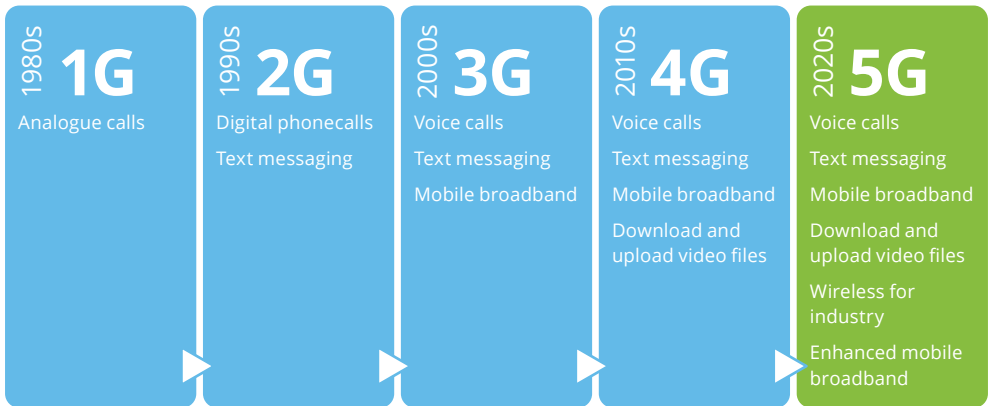 1980s
1G
Analogue calls
1990s
2G
Digital phonecalls
Text messaging
2000s
3G
Voice calls
Text messaging
Mobile broadband
2010s
4G
Voice calls
Text messaging
Mobile broadband
Download and
upload video files
2020s
5G
Voice calls
Text messaging
Mobile broadband
Download and
upload video files
Wireless for
industry
Enhanced mobile
broadband